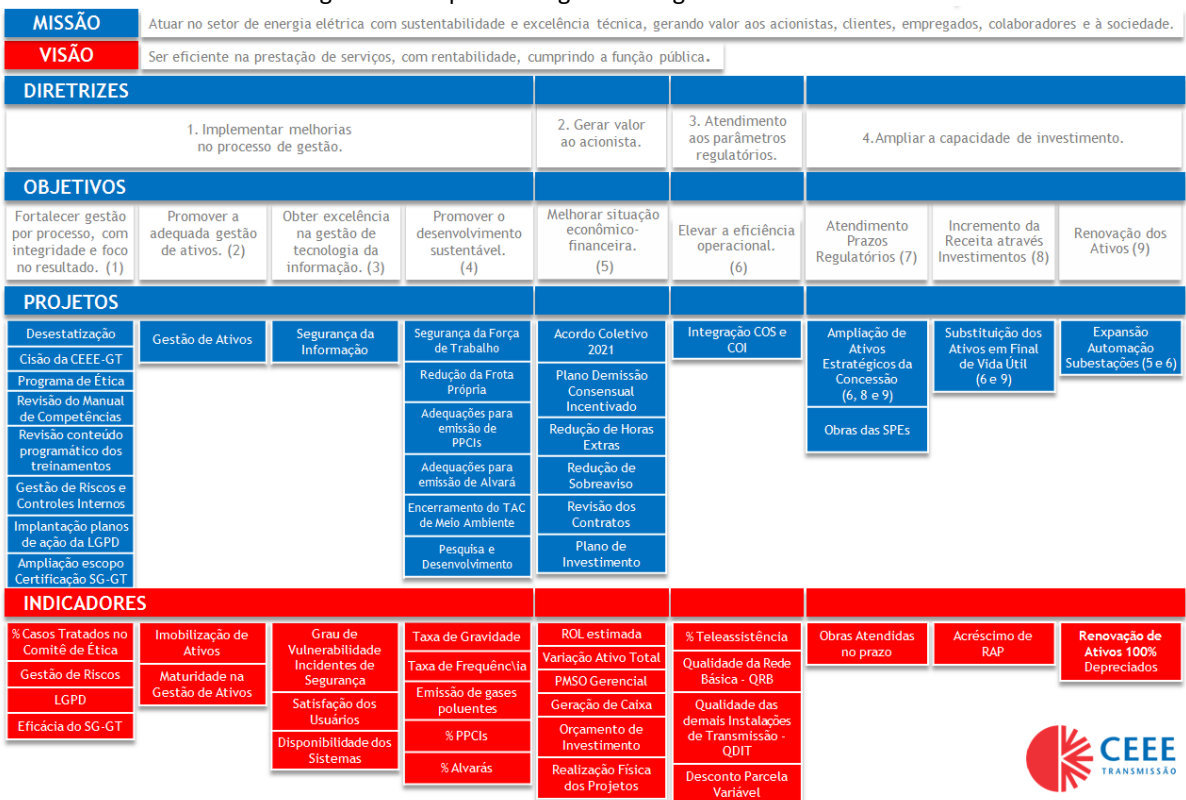 MISSÃO
Atuar no setor de energia elétrica com sustentabilidade e excelência técnica, gerando valor aos acionistas, clientes, empregados, colaboradores e à sociedade.
VISÃO
Ser eficiente na prestação de serviços, com rentabilidade, cumprindo a função pública.
DIRETRIZES
1. Implementar melhorias
no processo de gestão.
2. Gerar valor
ao acionista.
3. Atendimento
aos parâmetros
regulatórios.
4.Ampliar a capacidade de investimento.
OBJETIVOS
Fortalecer gestão
por processo, com
integridade e foco
no resultado. (1)
Promover a
adequada gestão
de ativos. (2)
Obter excelência
na gestão de
tecnologia da
informação. (3)
Promover o
desenvolvimento
sustentável.
(4)
Melhorar situação
econômico-
financeira.
(5)
Elevar a eficiência
operacional.
(6)
Atendimento
Prazos
Regulatórios (7)
Incremento da
Receita através
Investimentos (8)
Renovação dos
Ativos (9)
PROJETOS
Desestatização
Cisão da CEEE-GT
Programa de Ética
Revisão do Manual
de Competências
Revisão conteúdo
programático dos
treinamentos
Gestão de Riscos e
Controles Internos
Implantação planos
de ação da LGPD
Ampliação escopo
Certificação SG-GT
Gestão de Ativos
Segurança da
Informação
Segurança da Força
de Trabalho
Redução da Frota
Própria
Adequações para
emissão de
PPCIs
Adequações para
emissão de Alvará
Encerramento do TAC
de Meio Ambiente
Pesquisa e
Desenvolvimento
Acordo Coletivo
2021
Plano Demissão
Consensual
Incentivado
Redução de Horas
Extras
Redução de
Sobreaviso
Revisão dos
Contratos
Plano de
Investimento
Integração COS e
COI
Ampliação de
Ativos
Estratégicos da
Concessão
(6, 8 e 9)
Obras das SPEs
Substituição dos
Ativos em Final
de Vida Útil
(6 e 9)
Expansão
Automação
Subestações (5 e 6)
INDICADORES
% Casos Tratados no
Comitê de Ética
Gestão de Riscos
LGPD
Eficácia do SG-GT
Imobilização de
Ativos
Maturidade na
Gestão de Ativos
Grau de
Vulnerabilidade
Incidentes de
Segurança
Satisfação dos
Usuários
Disponibilidade dos
Sistemas
Taxa de Gravidade
Taxa de Frequênc\ia
Emissão de gases
poluentes
% PPCIs
% Alvarás
ROL estimada
Variação Ativo Total
PMSO Gerencial
Geração de Caixa
Orçamento de
Investimento
Realização Física
dos Projetos
% Teleassistência
Qualidade da Rede
Básica - QRB
Qualidade das
demais Instalações
de Transmissão -
QDIT
Desconto Parcela
Variável
Obras Atendidas
no prazo
Acréscimo de
RAP
Renovação de
Ativos 100%
Depreciados
CEEE
TRANSMISSÃO